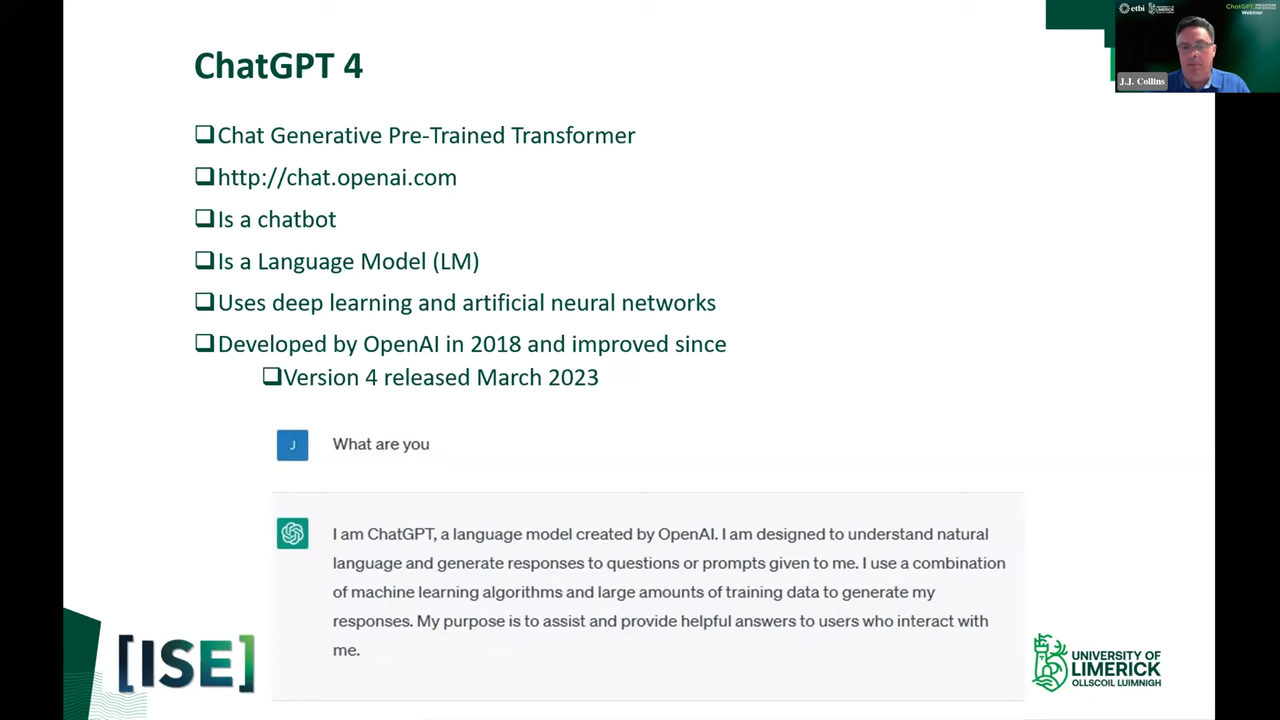 ChatGPT 4
Chat Generative Pre-Trained Transformer
http://chat.openai.com
Is a chatbot
Is a Language Model (LM)
Uses deep learning and artificial neural networks
Developed by OpenAI in 2018 and improved since
Version 4 released March 2023
J
What are you
I am ChatGPT, a language model created by OpenAI. I am designed to understand natural
language and generate responses to questions or prompts given to me. I use a combination
of machine learning algorithms and large amounts of training data to generate my
responses. My purpose is to assist and provide helpful answers to users who interact with
me.
[ISE]
UNIVERSITY OF
LIMERICK
OLLSCOIL LUIMNIGH
etbi
ChatGPT:
Webinar
J.J. Collins